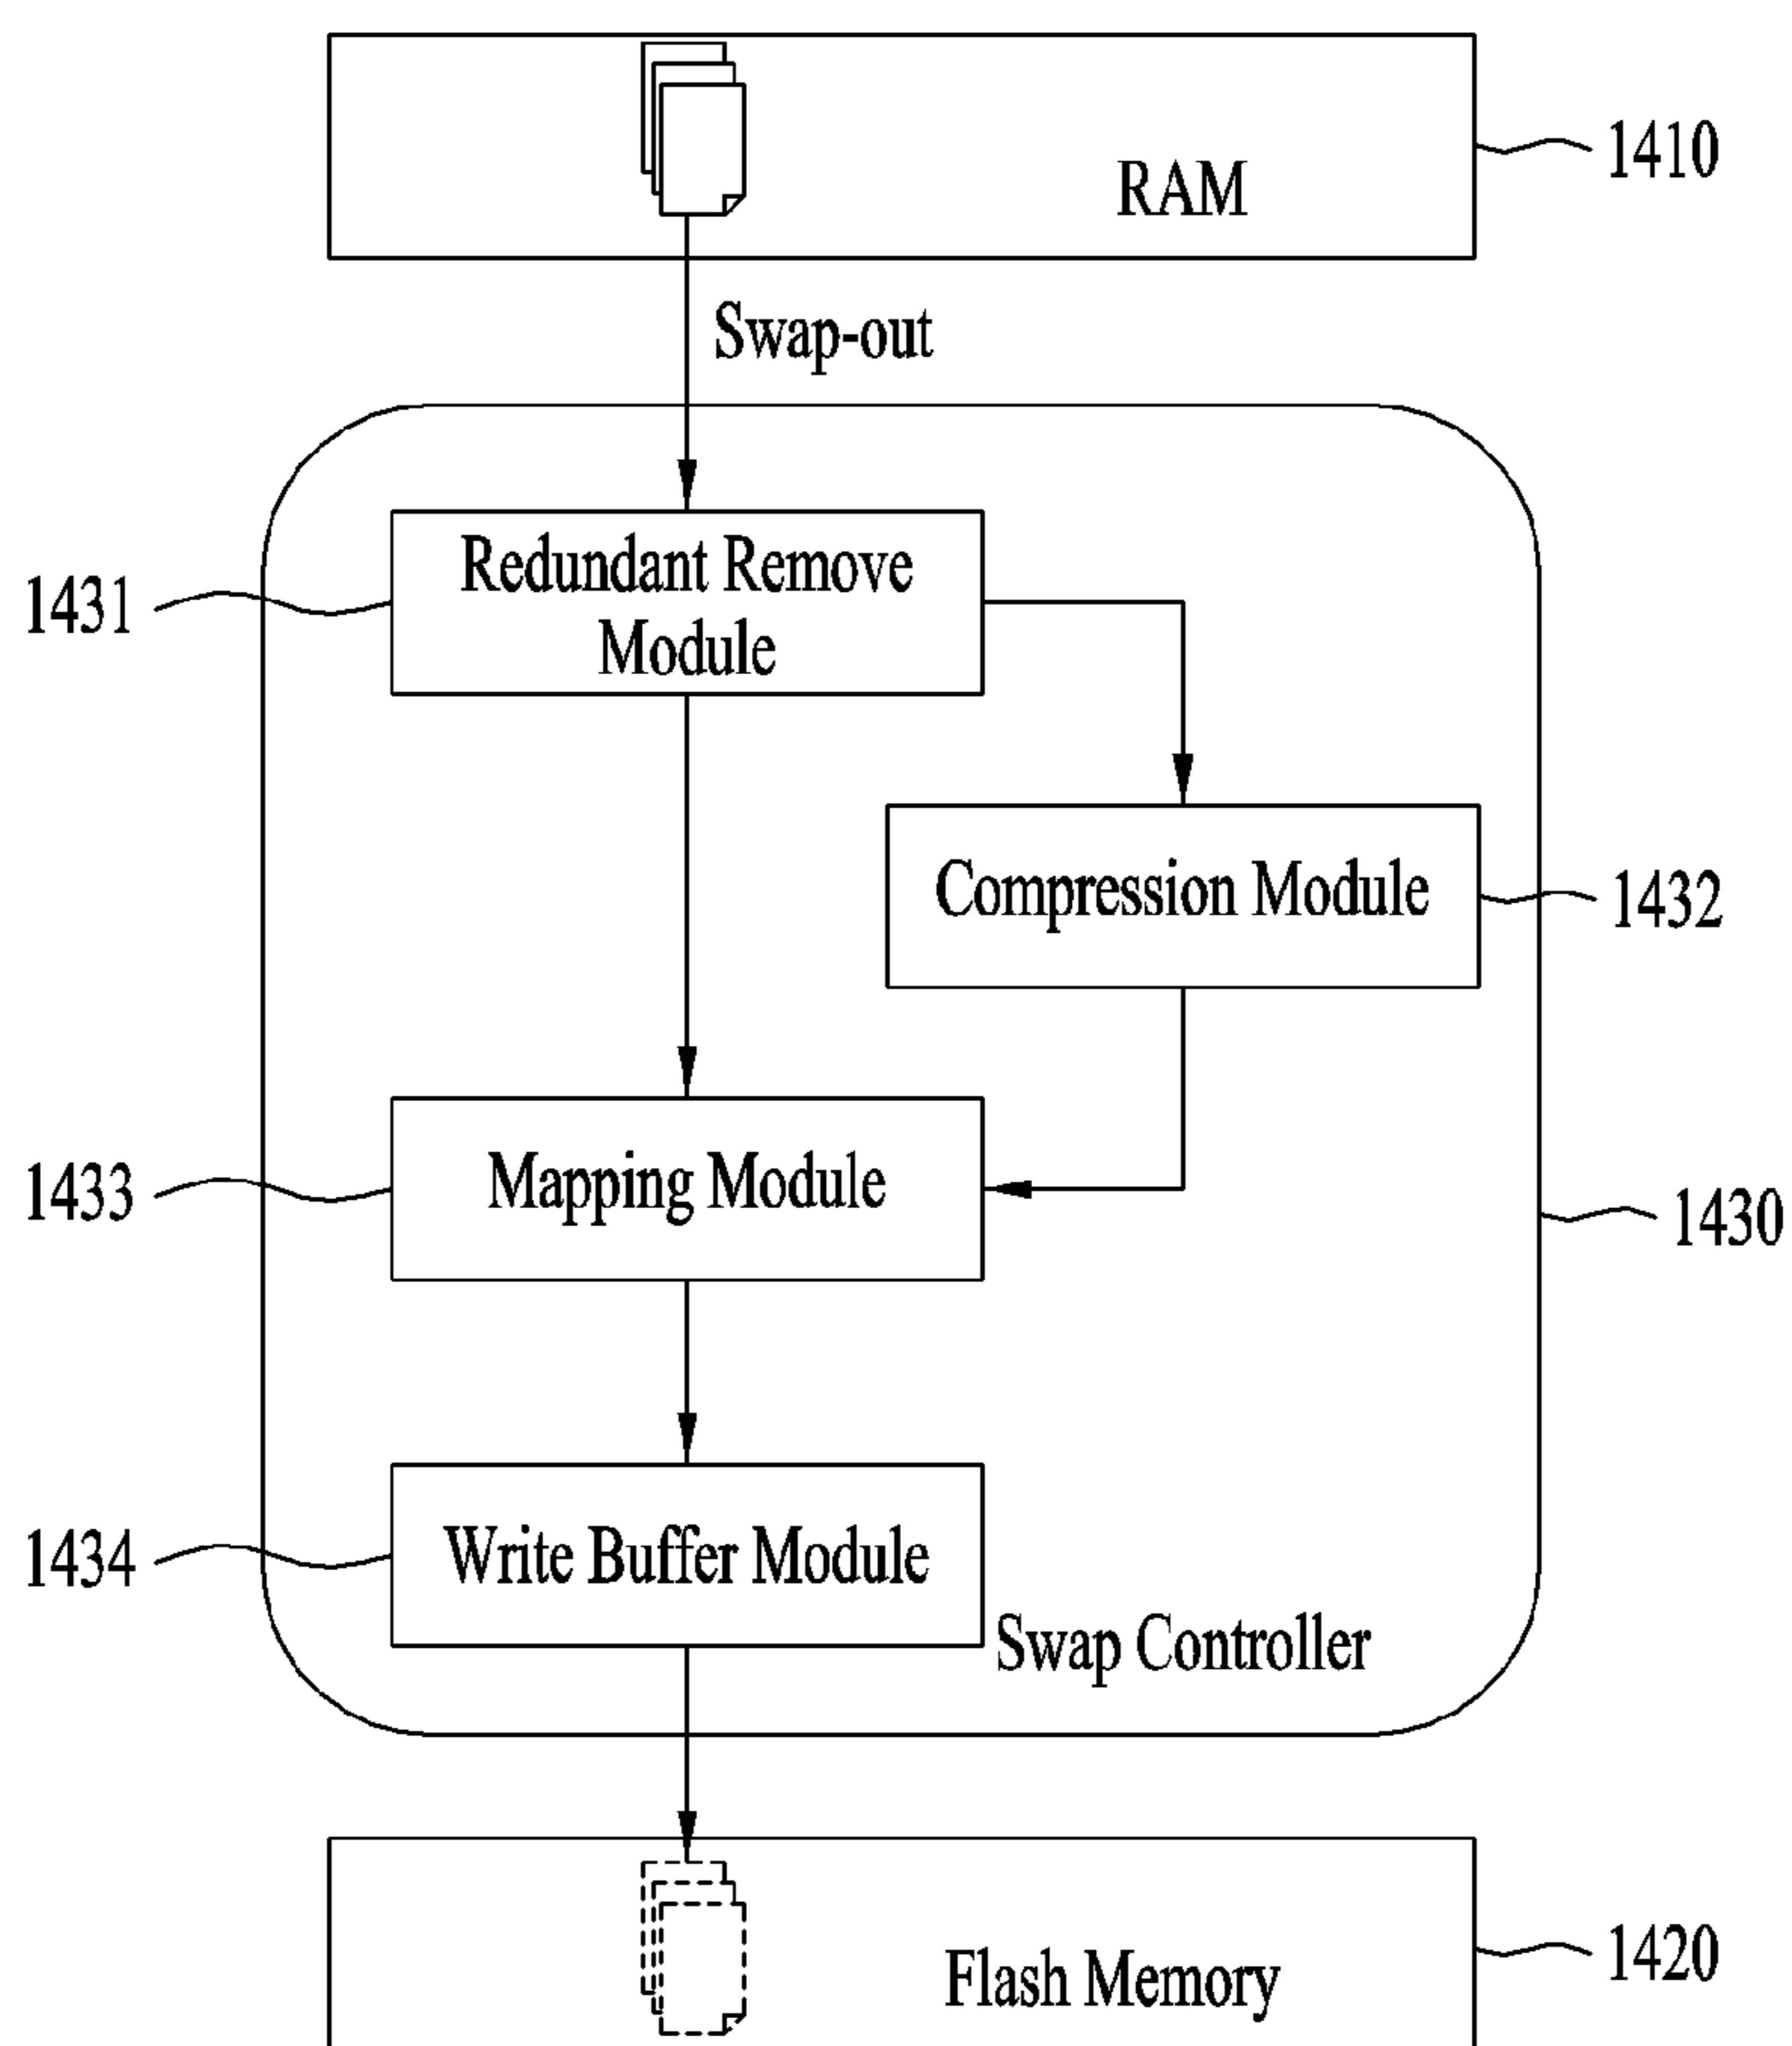 1410
RAM
Swap-out
Redundant Remove
Module
1431
Compression Module
1432
Mapping Module
1433
1430
Write Buffer Module
1434
Swap Controller
Flash Memory
1420